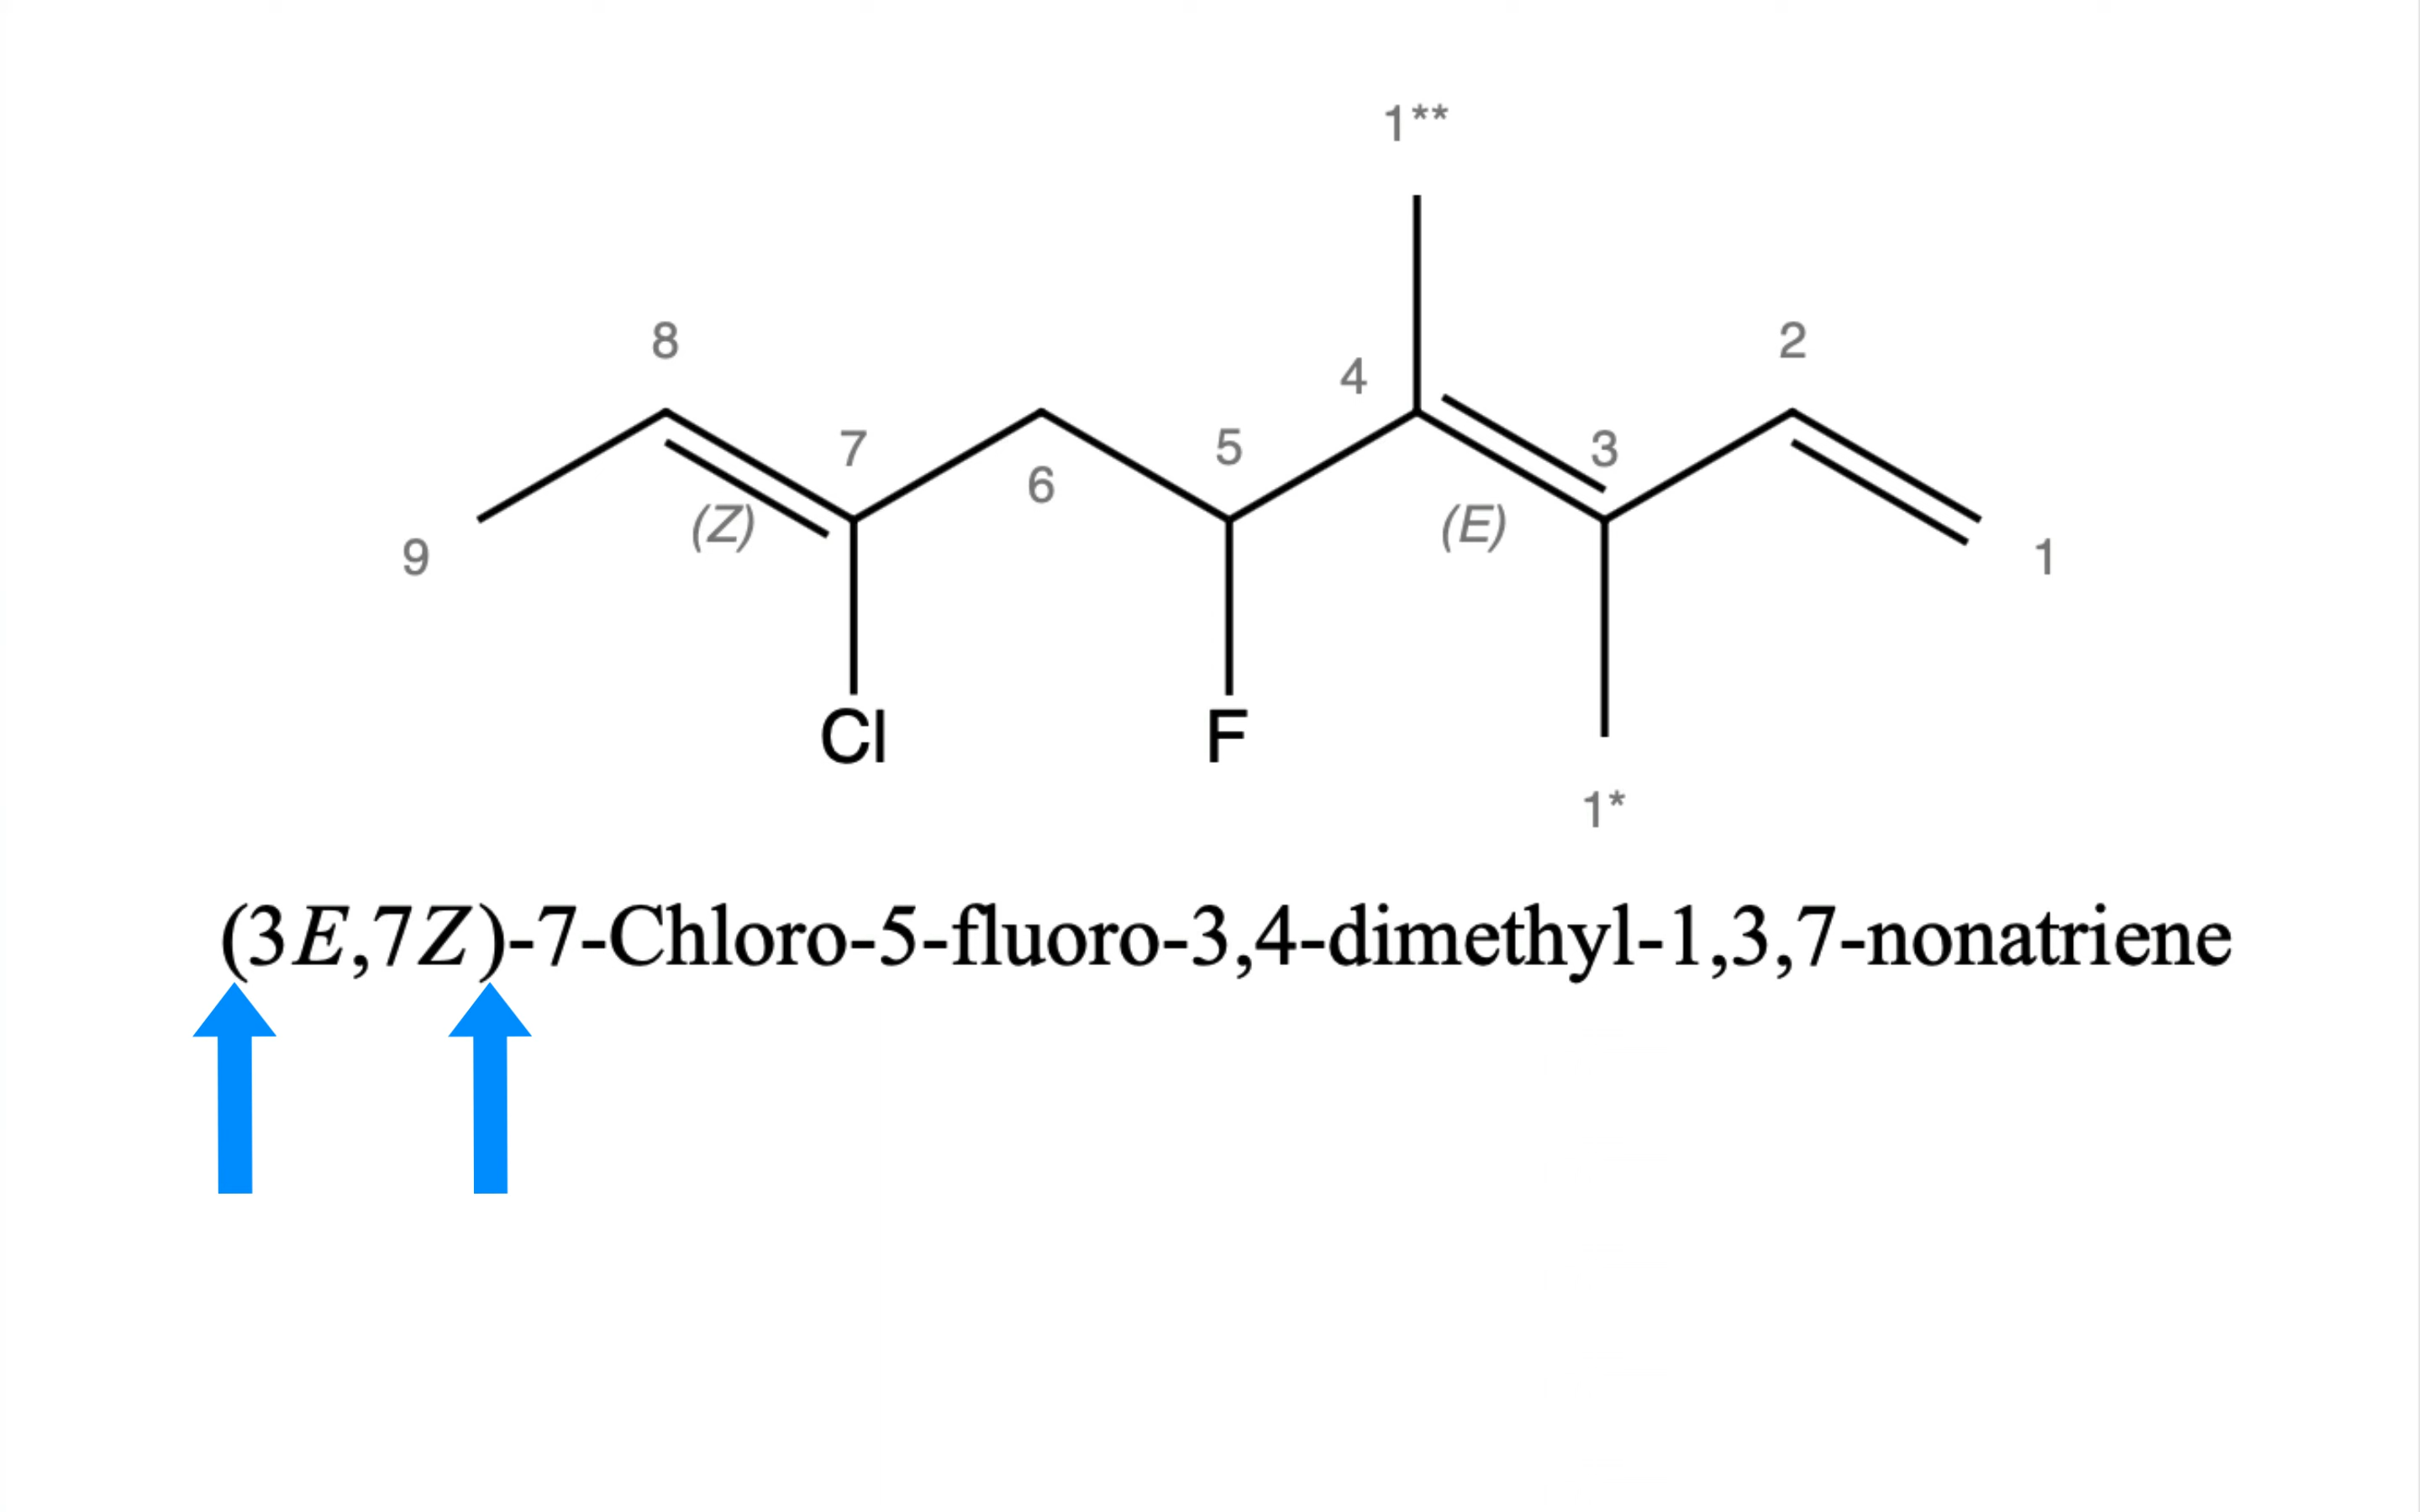 1**
8 7 6 5 4 3 2
9 (Z) (E) 1
Cl F
1*
(3E,7Z)-7-Chloro-5-fluoro-3,4-dimethyl-1,3,7-nonatriene